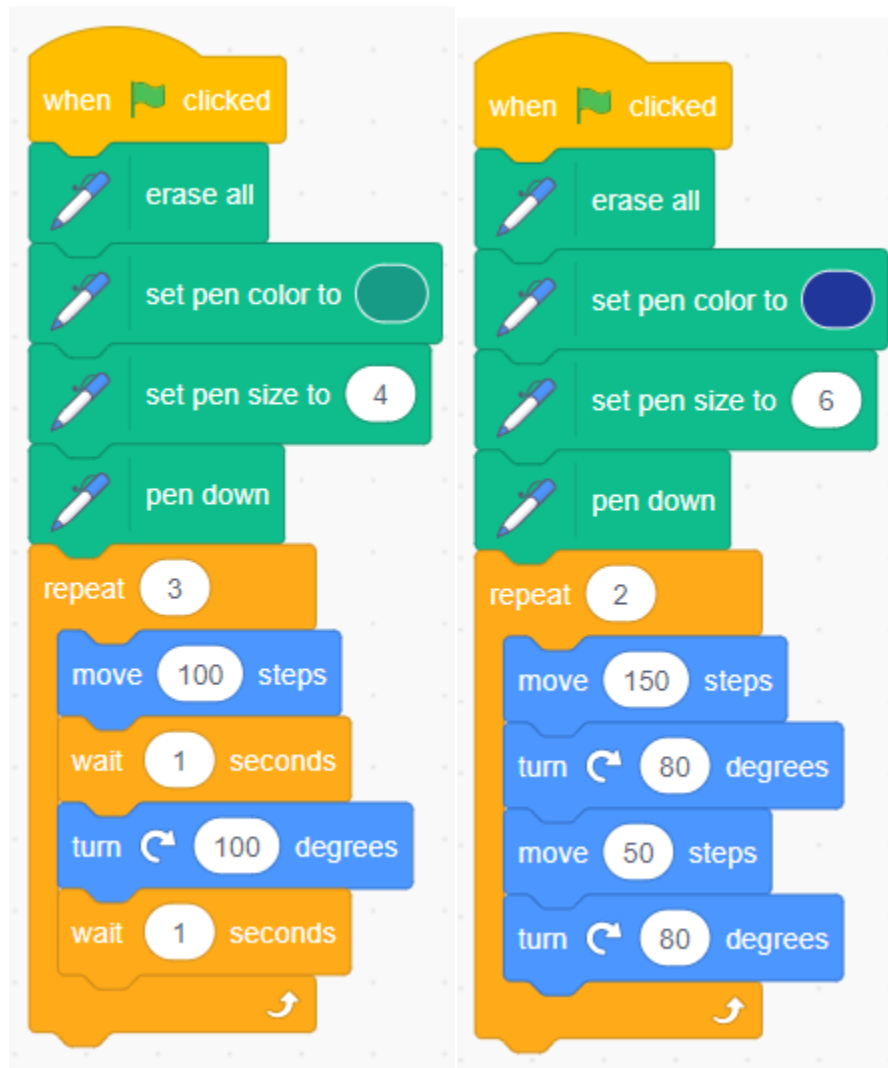 when clicked
erase all
set pen color to
set pen size to 4
pen down
repeat 3
move 100 steps
wait 1 seconds
turn 100 degrees
wait 1 seconds
when clicked
erase all
set pen color to
set pen size to 6
pen down
repeat 2
move 150 steps
turn 80 degrees
move 50 steps
turn 80 degrees